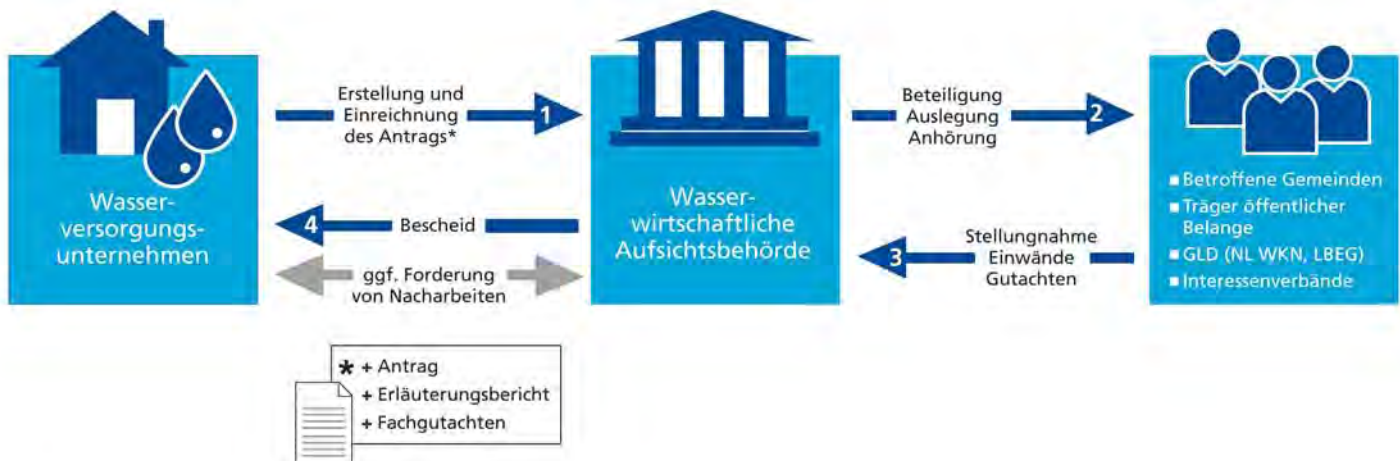 Wasser-
versorgungs-
unternehmen
Erstellung und
Einreichnung
des Antrags*
1
4
Bescheid
ggf. Forderung
von Nacharbeiten
Wasser-
wirtschaftliche
Aufsichtsbehörde
Beteiligung
Auslegung
Anhörung
2
3
Stellungnahme
Einwände
Gutachten
Betroffene Gemeinden
Träger öffentlicher
Belange
GLD (NL WKN, LBEG)
Interessenverbände
* + Antrag
+ Erläuterungsbericht
+ Fachgutachten